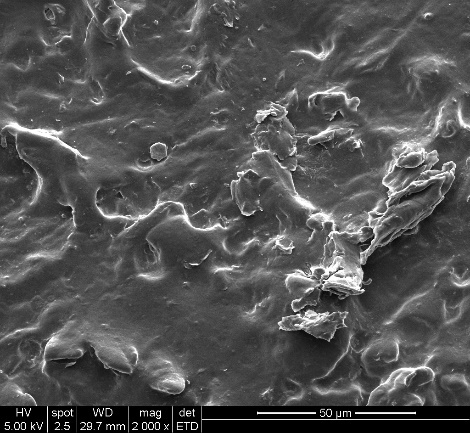 HV spot WD mag det
5.00 kV 2.5 29.7 mm 2 000 x ETD 50 µm